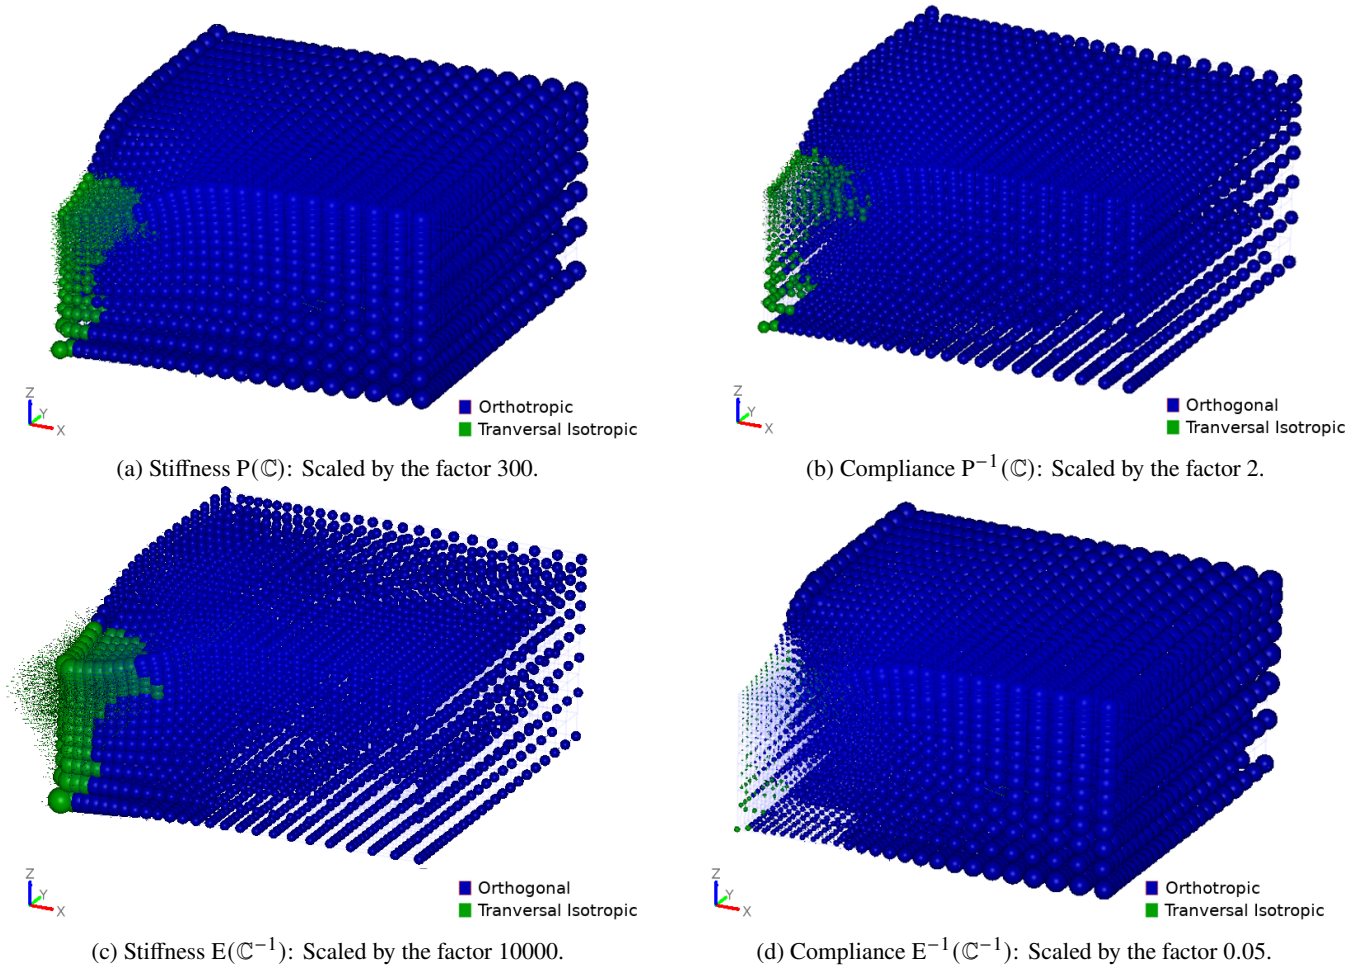 Z
Y
X
Orthotropic
Tranversal Isotropic
(a) Stiffness P(ℂ): Scaled by the factor 300.
Z
Y
X
Orthogonal
Tranversal Isotropic
(b) Compliance P⁻¹(ℂ): Scaled by the factor 2.
Z
Y
X
Orthogonal
Tranversal Isotropic
(c) Stiffness E(ℂ⁻¹): Scaled by the factor 10000.
Z
Y
X
Orthotropic
Tranversal Isotropic
(d) Compliance E⁻¹(ℂ⁻¹): Scaled by the factor 0.05.